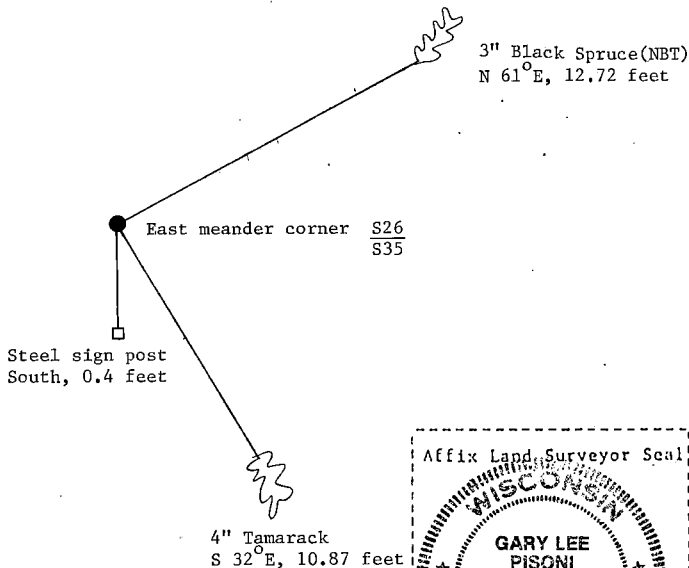 3" Black Spruce(NBT)
N 61°E, 12.72 feet
East meander corner S26
S35
Steel sign post
South, 0.4 feet
4" Tamarack
S 32°E, 10.87 feet
Affix Land Surveyor Seal
WISCONSIN
GARY LEE
PISONI